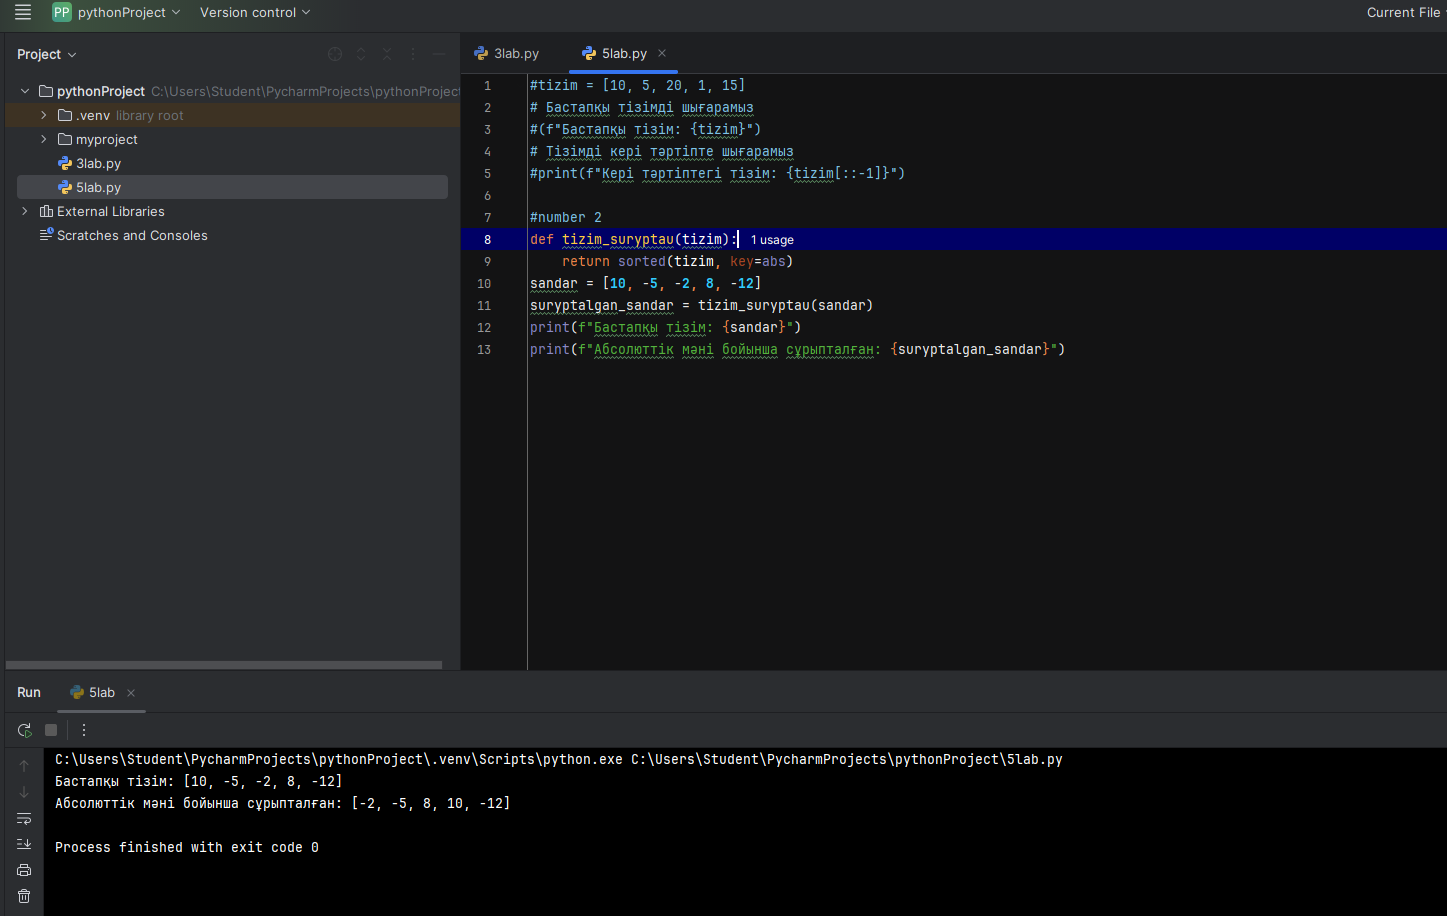 PP pythonProject Version control Current File
Project
pythonProject C:\Users\Student\PycharmProjects\pythonProject
.venv library root
myproject
3lab.py
5lab.py
External Libraries
Scratches and Consoles
3lab.py 5lab.py
1 #tizim = [10, 5, 20, 1, 15]
2 # Бастапқы тізімді шығарамыз
3 #(f"Бастапқы тізім: {tizim}")
4 # Тізімді кері тәртіпте шығарамыз
5 #print(f"Кері тәртіптегі тізім: {tizim[::-1]}")
6
7 #number 2
8 def tizim_suryptau(tizim): 1 usage
9 return sorted(tizim, key=abs)
10 sandar = [10, -5, -2, 8, -12]
11 suryptalgan_sandar = tizim_suryptau(sandar)
12 print(f"Бастапқы тізім: {sandar}")
13 print(f"Абсолюттік мәні бойынша сұрыпталған: {suryptalgan_sandar}")
Run 5lab
C:\Users\Student\PycharmProjects\pythonProject\.venv\Scripts\python.exe C:\Users\Student\PycharmProjects\pythonProject\5lab.py
Бастапқы тізім: [10, -5, -2, 8, -12]
Абсолюттік мәні бойынша сұрыпталған: [-2, -5, 8, 10, -12]
Process finished with exit code 0